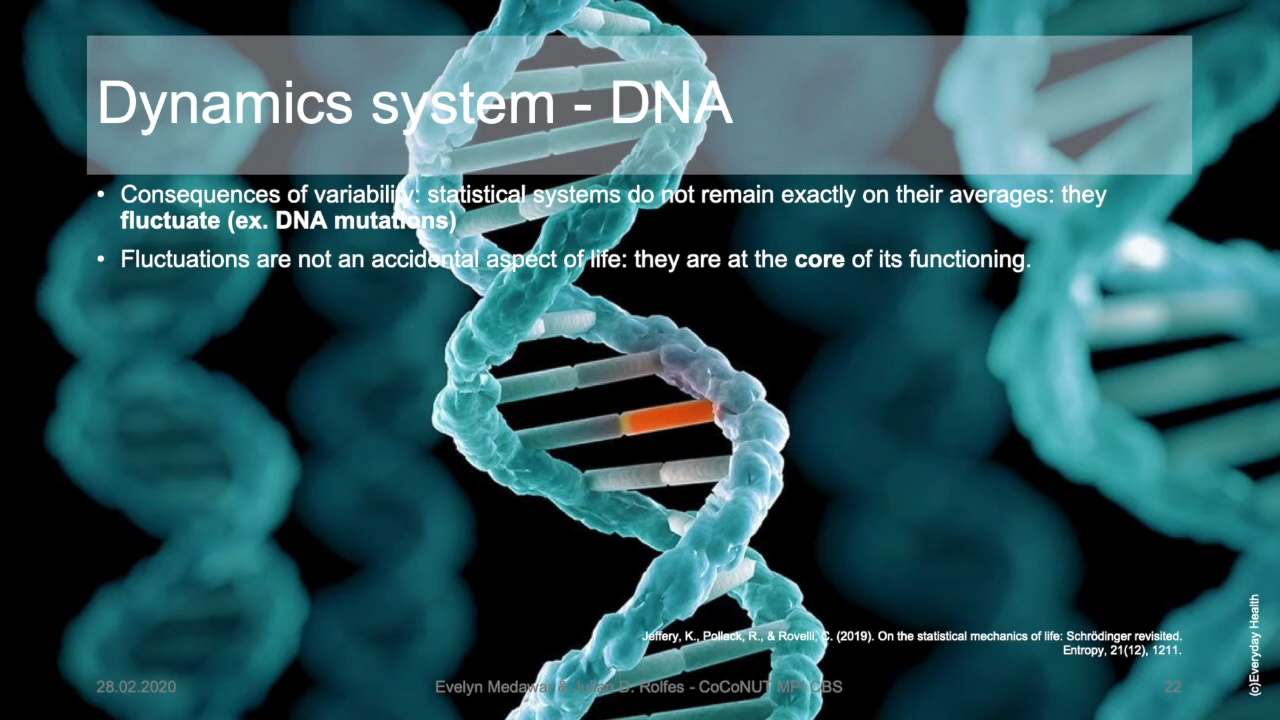 Dynamics system - DNA
• Consequences of variability: statistical systems do not remain exactly on their averages: they
fluctuate (ex. DNA mutations)
• Fluctuations are not an accidental aspect of life: they are at the core of its functioning.
Jeffery, K., Pollack, R., & Rovelli, C. (2019). On the statistical mechanics of life: Schrödinger revisited.
Entropy, 21(12), 1211.
28.02.2020
Evelyn Medawar & Julian D. Rolfes - CoCoNUT MPI CBS
22
(c)Everyday Health